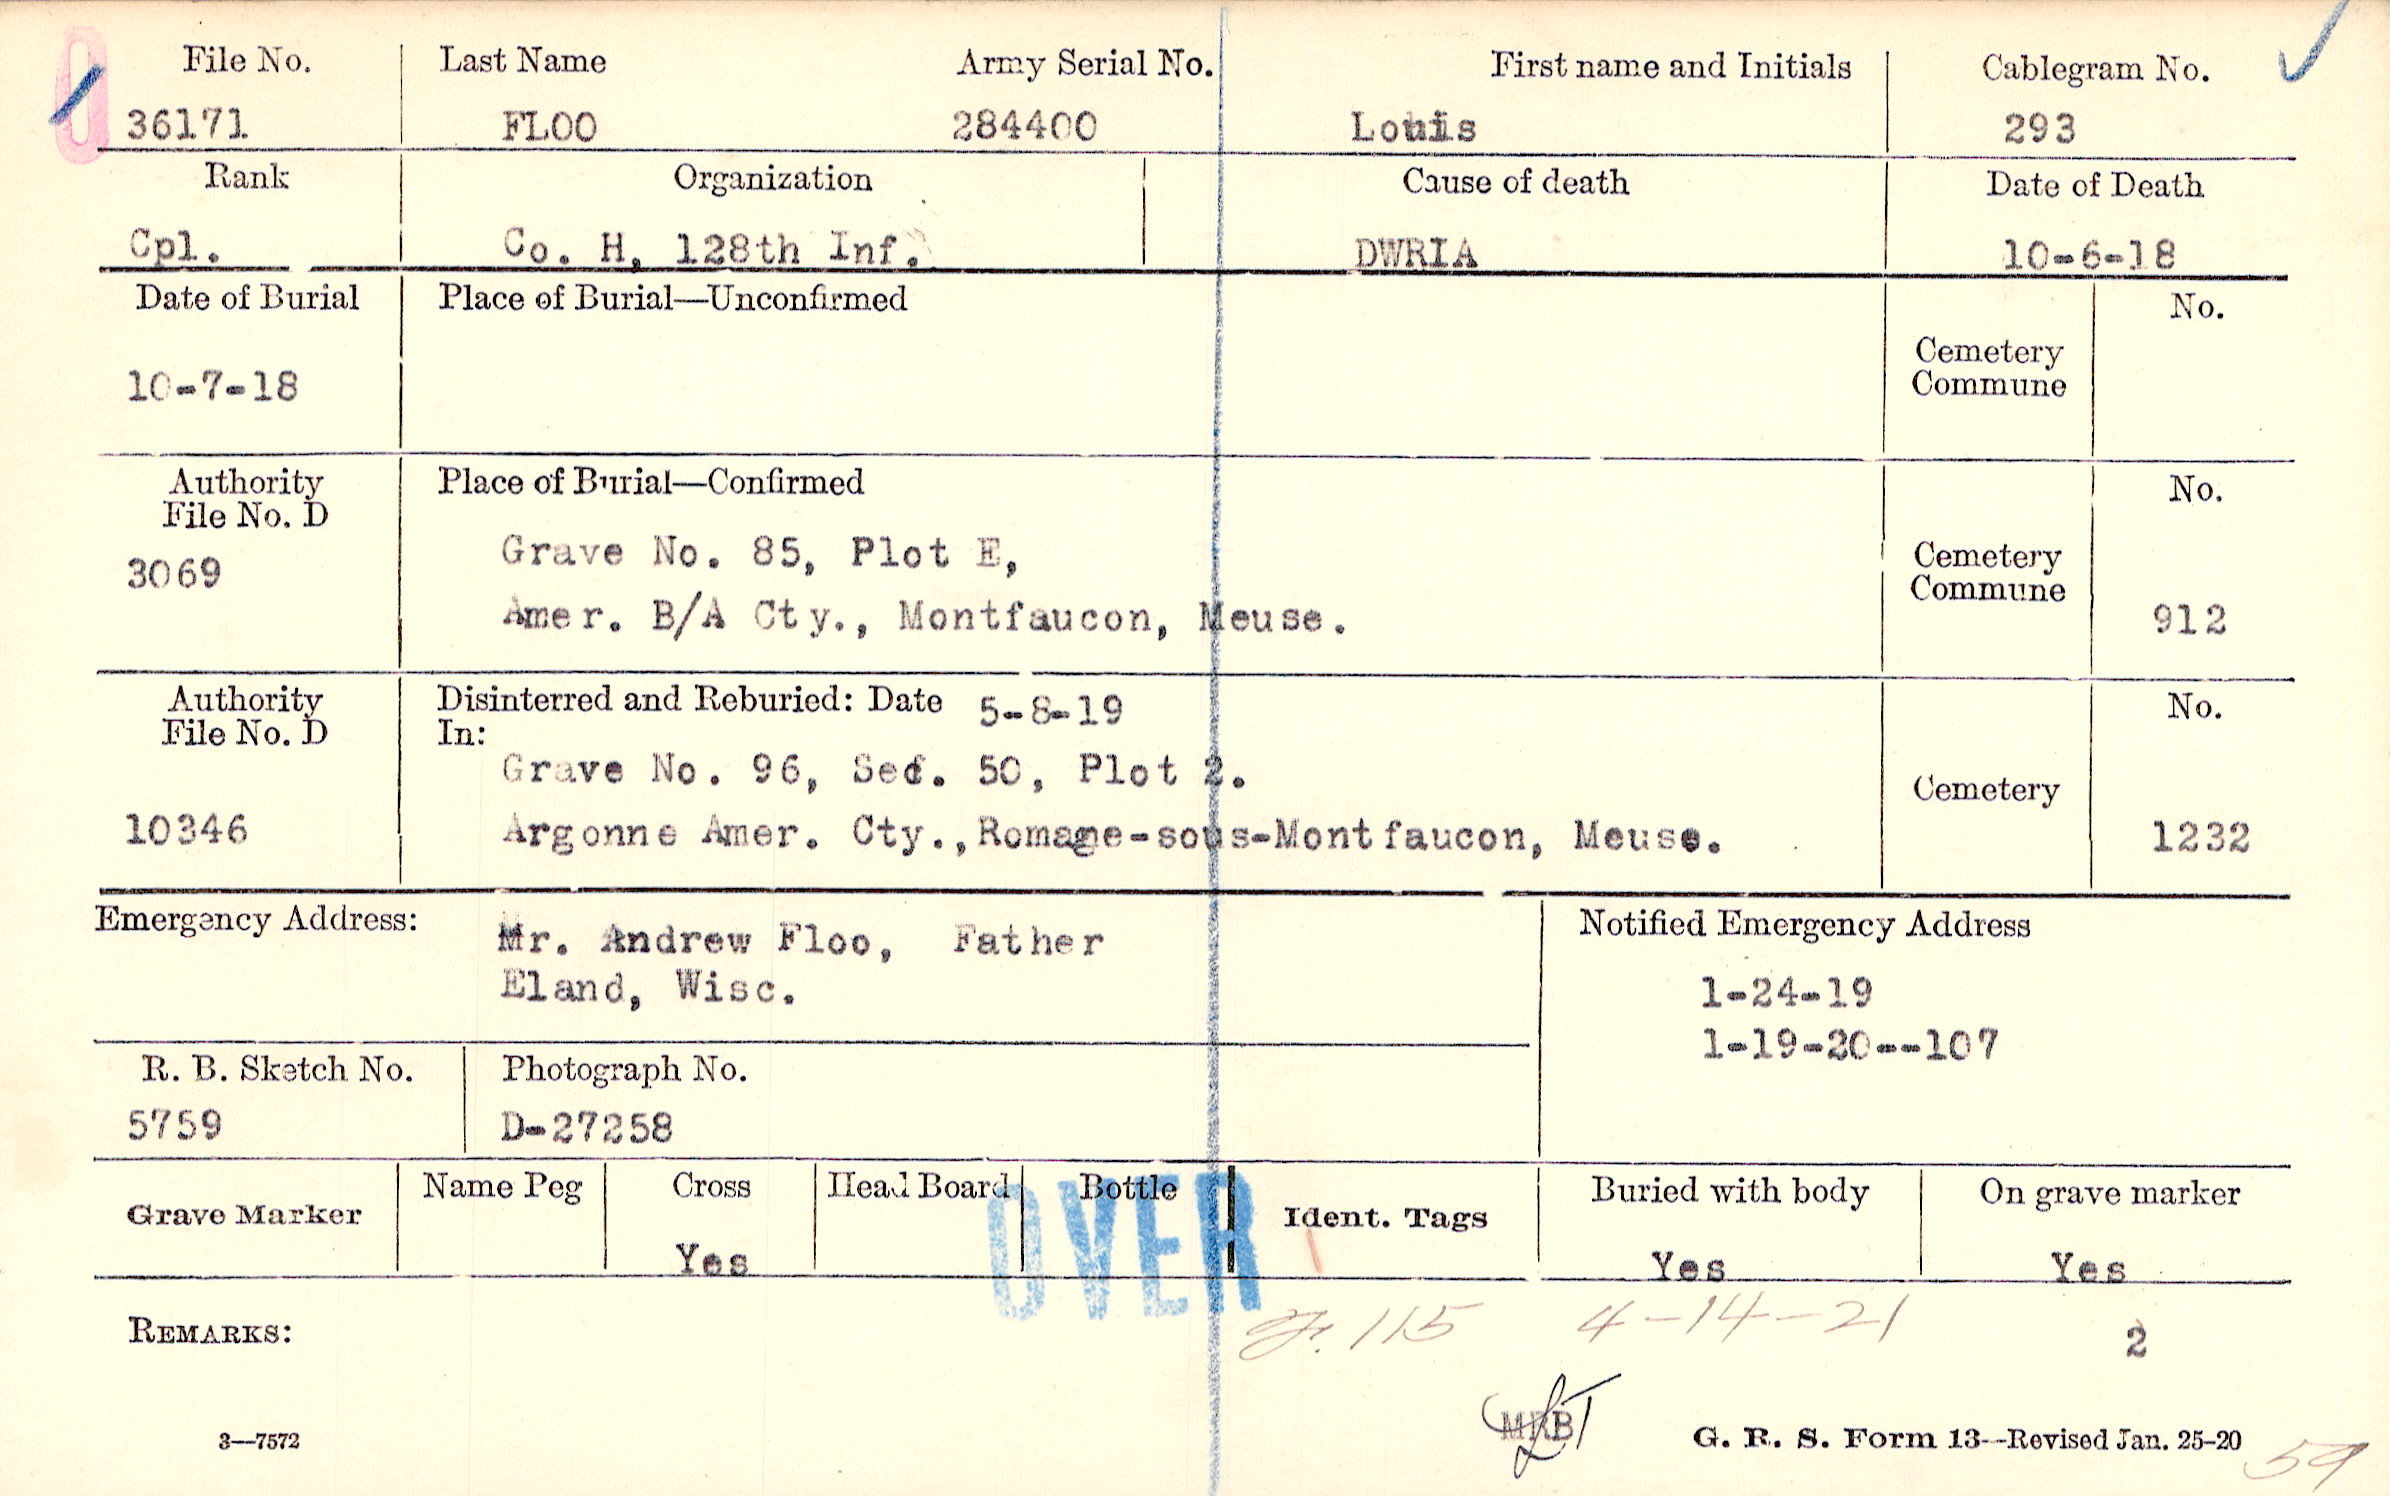 File No. Last Name Army Serial No. First name and Initials Cablegram No.
36171 FLOO 284400 Louis 293
Rank Organization Cause of death Date of Death
Cpl. Co. H, 128th Inf. DWRIA 10-6-18
Date of Burial Place of Burial—Unconfirmed No.
Cemetery
Commune
10-7-18
Authority Place of Burial—Confirmed No.
File No. D
Grave No. 85, Plot E,
3069 Cemetery
Commune
Amer. B/A Cty., Montfaucon, Meuse. 912
Authority Disinterred and Reburied: Date 5-8-19 No.
File No. D In:
Grave No. 96, Sec. 50, Plot 2.
Cemetery
10346 Argonne Amer. Cty., Romage-sous-Montfaucon, Meuse. 1232
Emergency Address: Mr. Andrew Floo, Father Notified Emergency Address
Eland, Wisc. 1-24-19
1-19-20--107
R. B. Sketch No. Photograph No.
5759 D-27258
Grave Marker Name Peg Cross Head Board Bottle Ident. Tags Buried with body On grave marker
Yes Yes Yes
OVER
REMARKS: 115 4-14-21 2
MRB
3—7572 G. R. S. Form 13—Revised Jan. 25-20
59